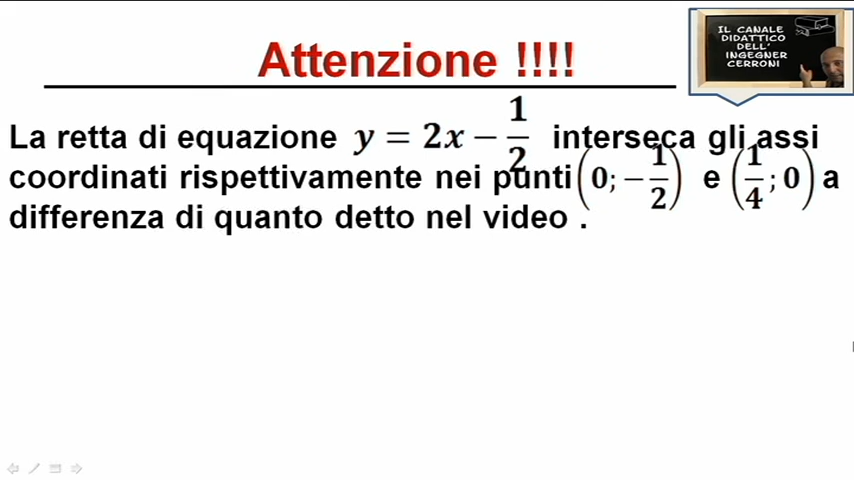 Attenzione !!!!
IL CANALE
DIDATTICO
DELL'
INGEGNER
CERRONI
La retta di equazione y = 2x − 1/2 interseca gli assi
coordinati rispettivamente nei punti (0; −1/2) e (1/4; 0) a
differenza di quanto detto nel video .